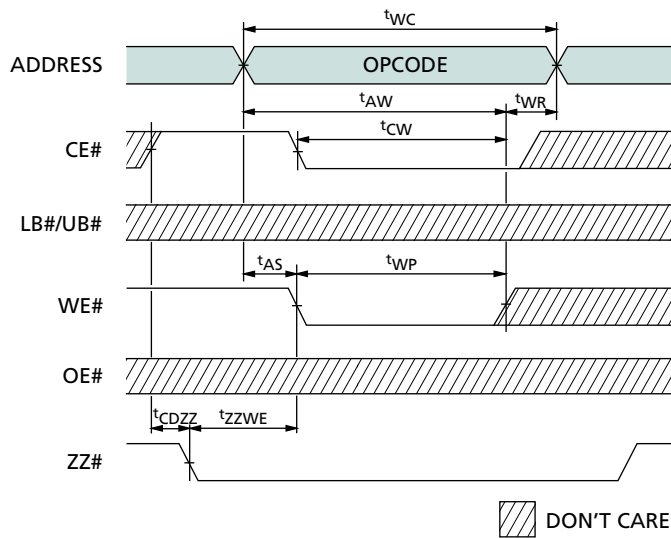 tWC
ADDRESS OPCODE
tAW tWR
CE# tCW
LB#/UB#
tAS tWP
WE#
OE#
tCDZZ tZZWE
ZZ#
DON'T CARE